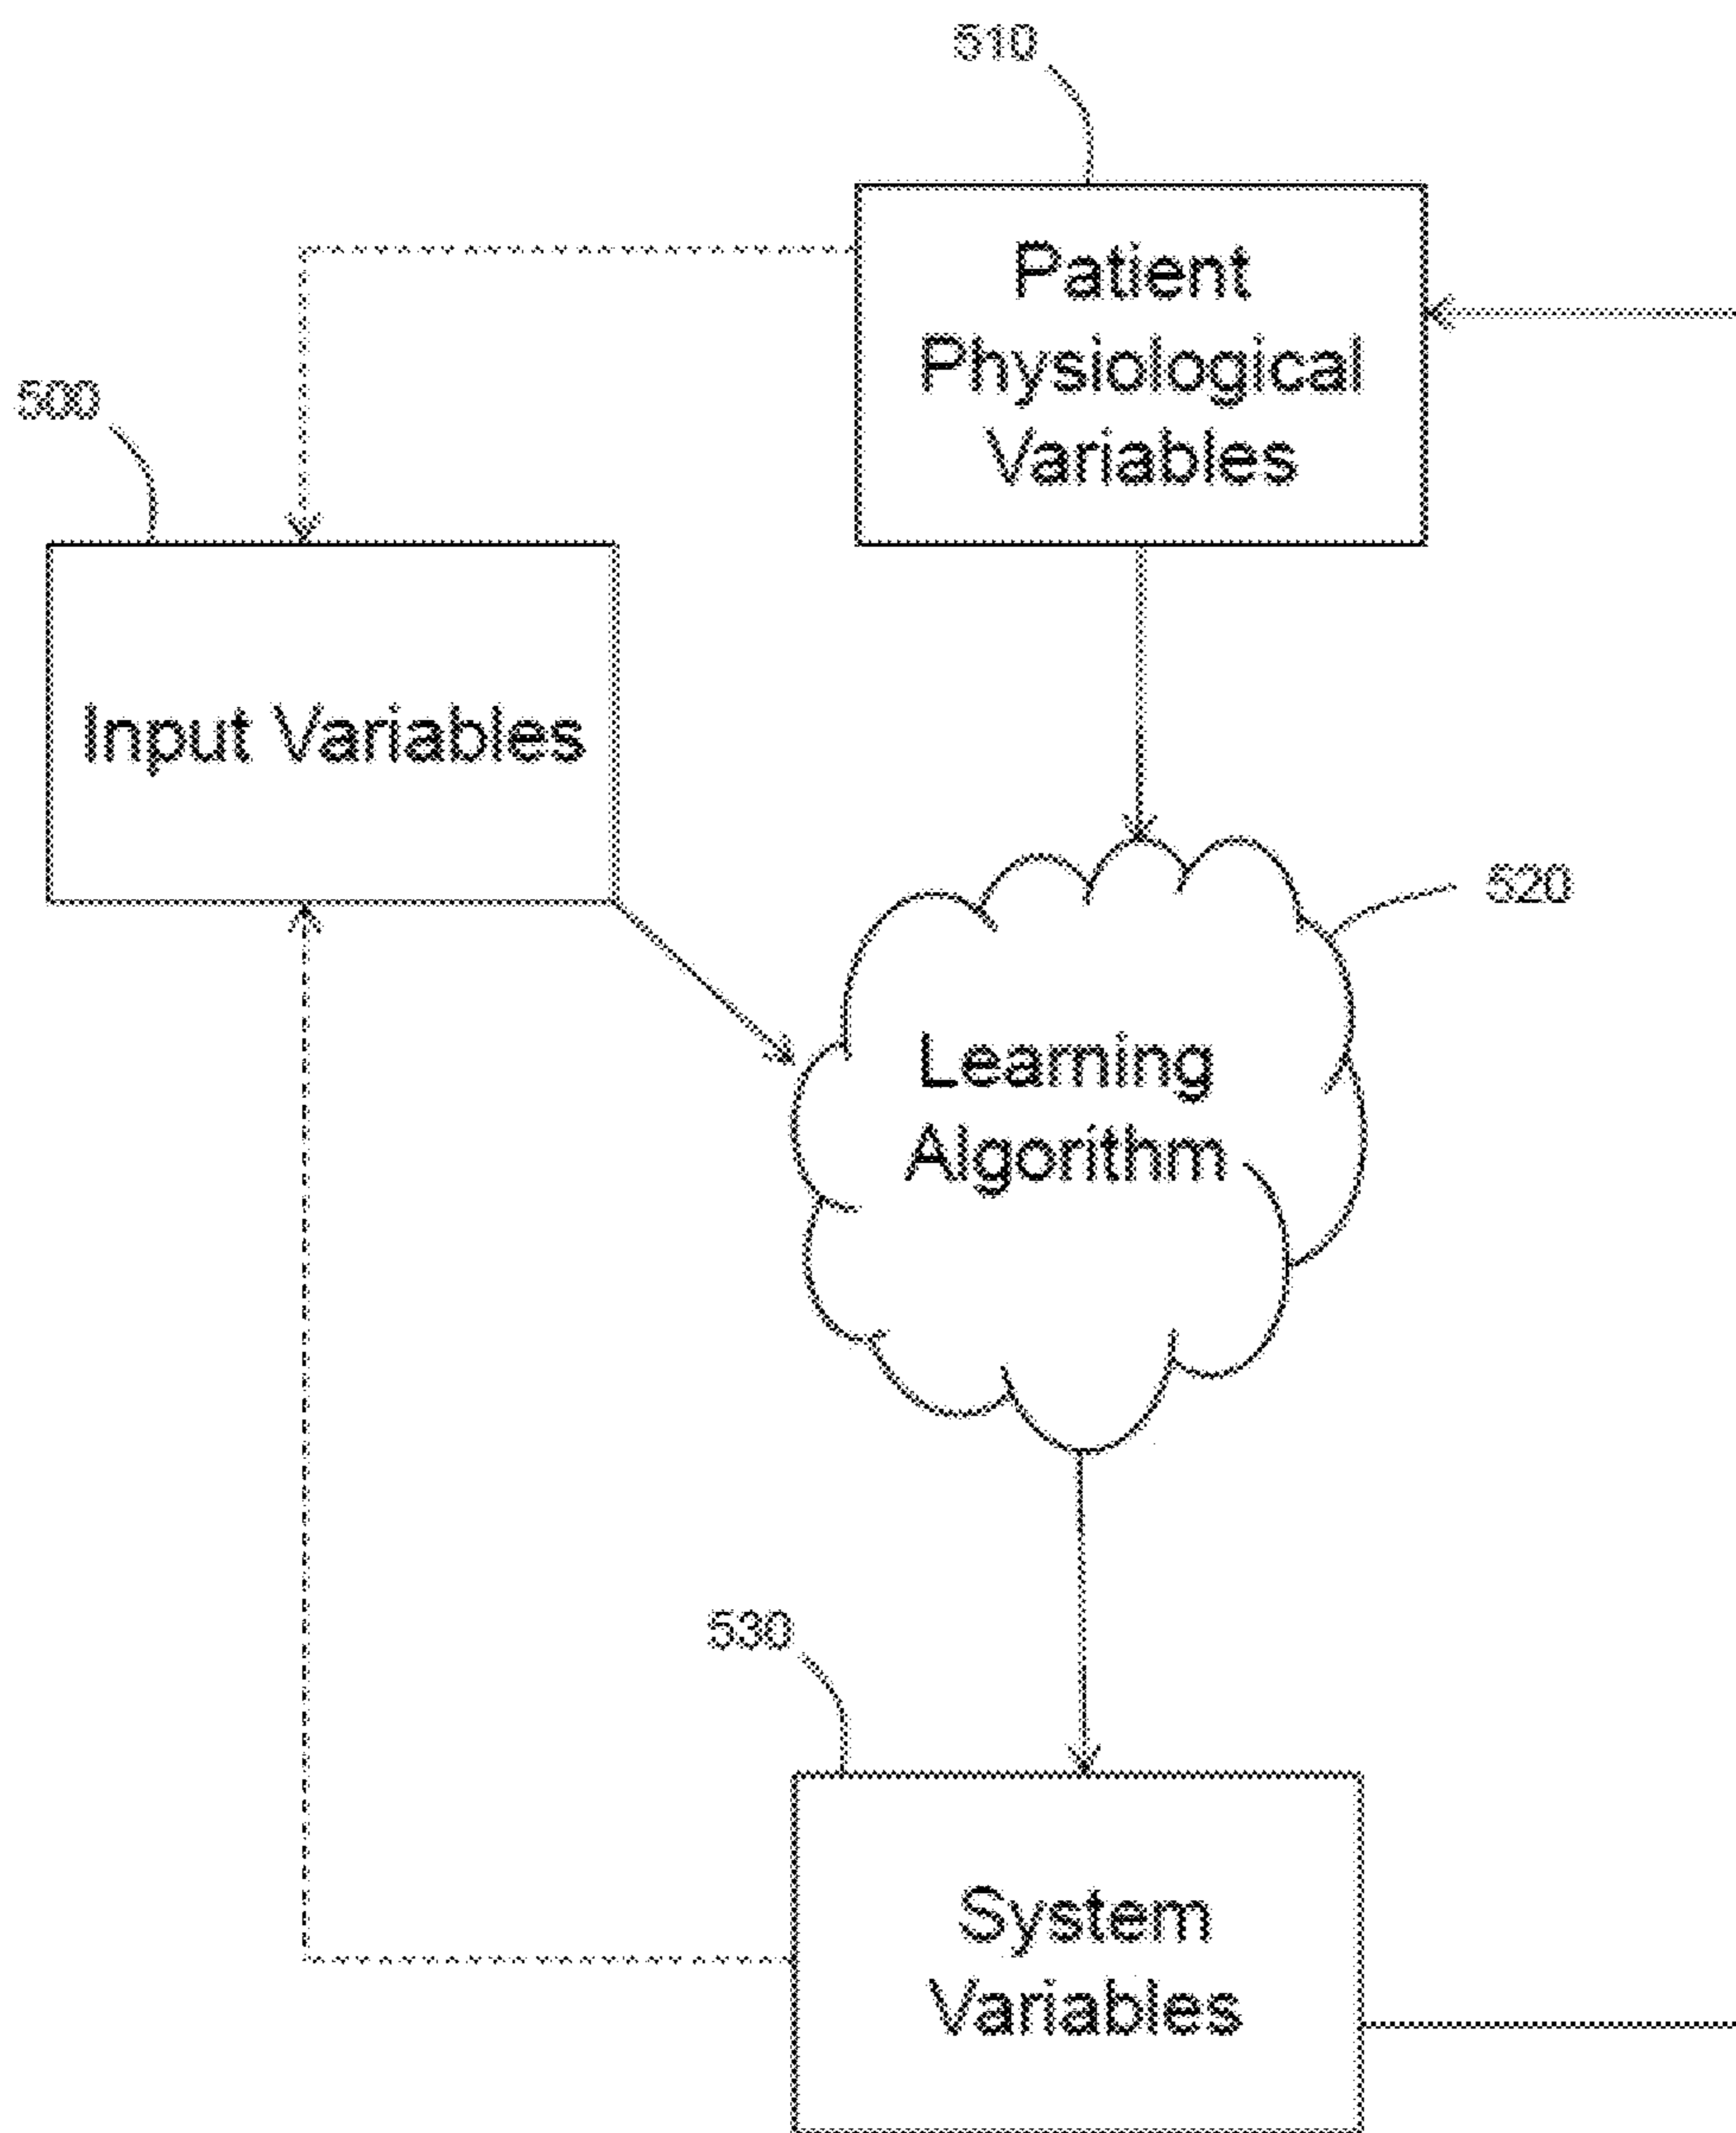 510
Patient
Physiological
Variables
500
Input Variables
520
Learning
Algorithm
530
System
Variables